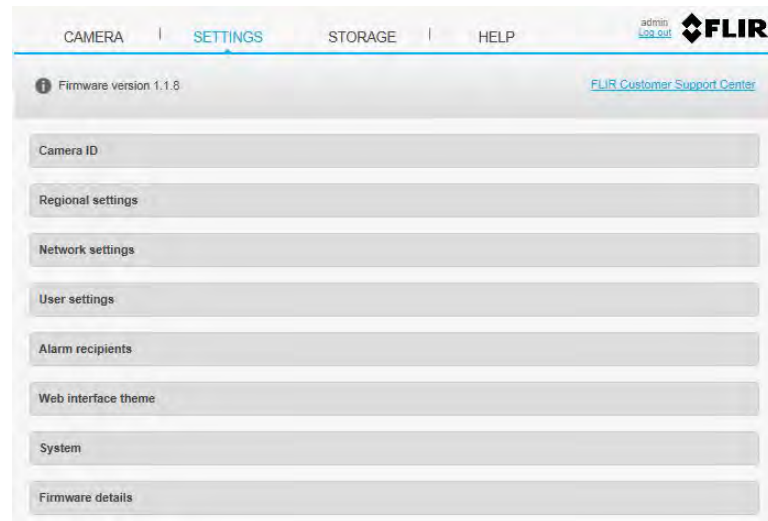 CAMERA | SETTINGS STORAGE | HELP
admin
Log out
FLIR
Firmware version 1.1.8
FLIR Customer Support Center
Camera ID
Regional settings
Network settings
User settings
Alarm recipients
Web interface theme
System
Firmware details